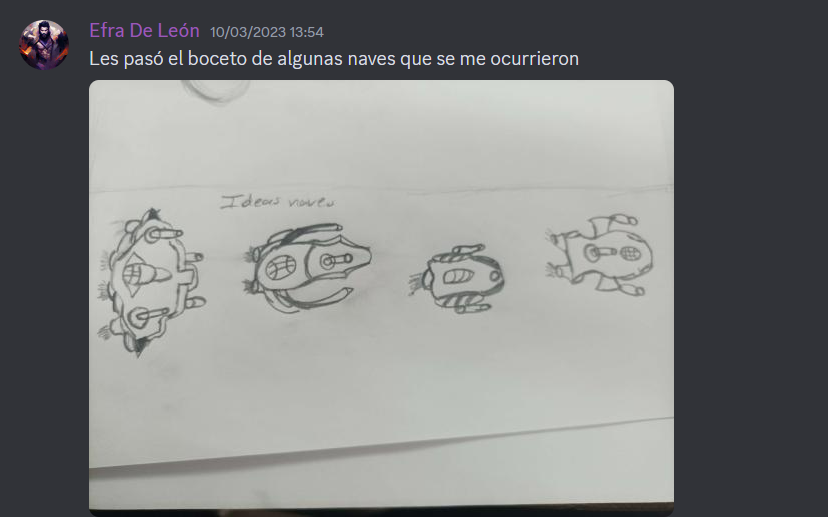 Efra De León 10/03/2023 13:54
Les pasó el boceto de algunas naves que se me ocurrieron
Ideas naves